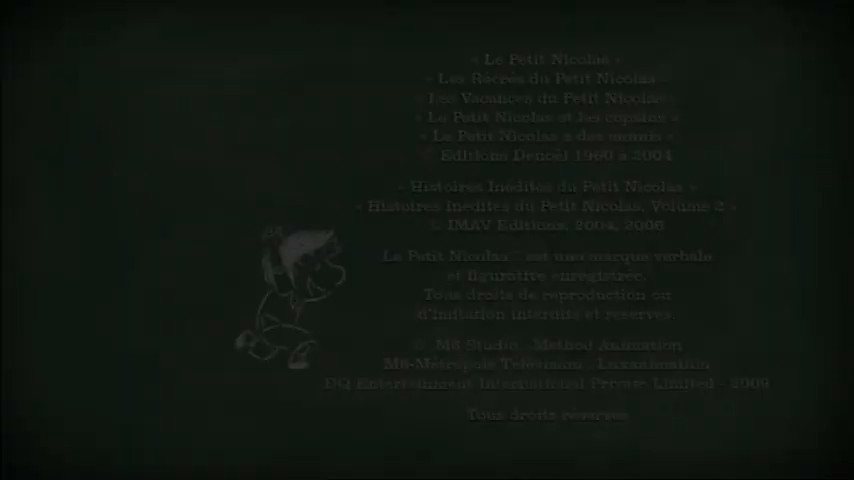 « Le Petit Nicolas »
« Les Récrés du Petit Nicolas »
« Les Vacances du Petit Nicolas »
« Le Petit Nicolas et les copains »
« Le Petit Nicolas a des ennuis »
© Editions Denoël 1960 à 2004
« Histoires Inédites du Petit Nicolas »
« Histoires Inédites du Petit Nicolas, Volume 2 »
© IMAV Editions, 2004, 2006
Le Petit Nicolas est une marque verbale
et figurative enregistrée.
Tous droits de reproduction ou
d'imitation interdits et réservés.
© M6 Studio - Method Animation
M6-Métropole Télévision - Luxanimation
DQ Entertainment International Private Limited - 2009
Tous droits réservés